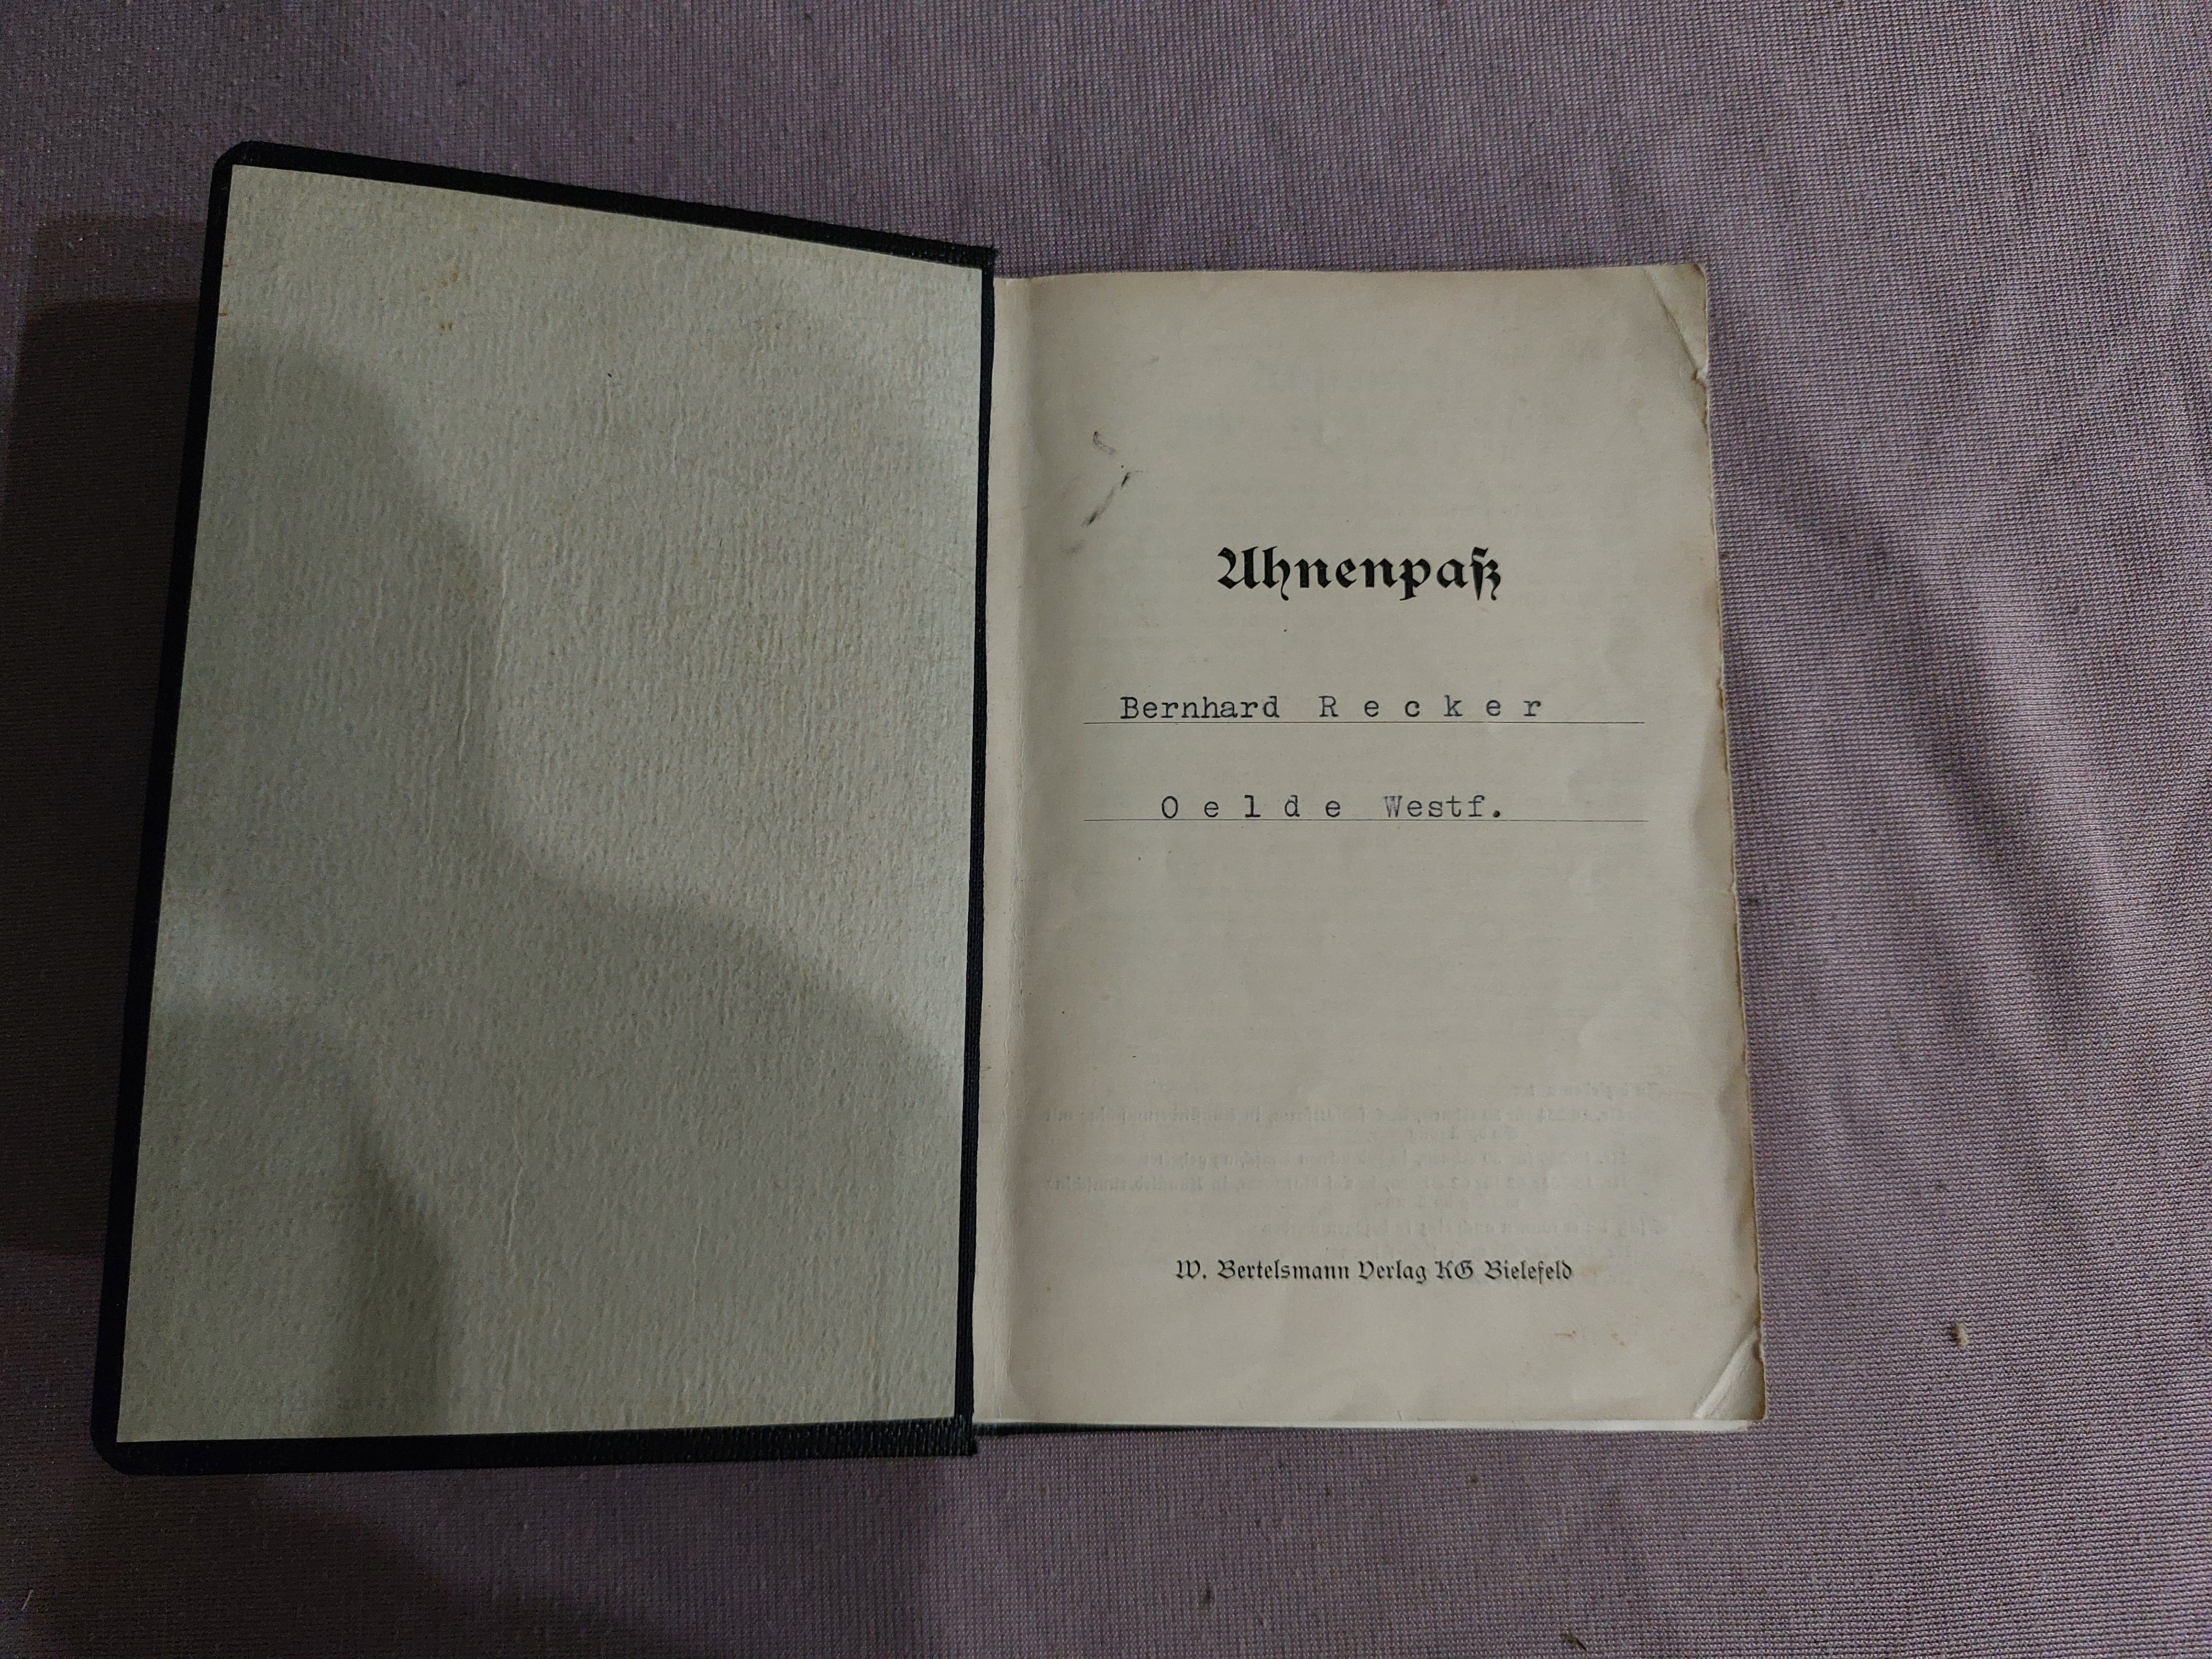 Ahnenpaß
Bernhard R e c k e r
O e l d e Westf.
W. Bertelsmann Verlag KG Bielefeld